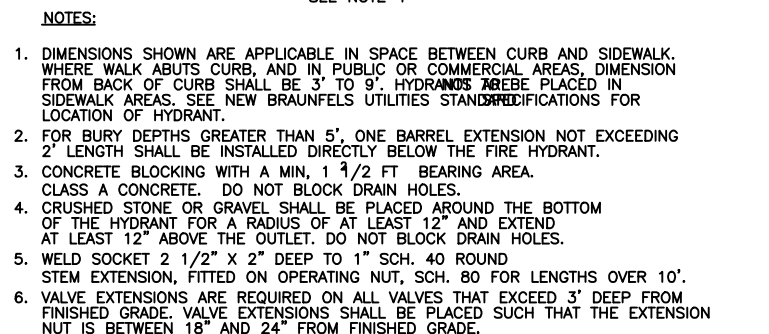 NOTES:
1. DIMENSIONS SHOWN ARE APPLICABLE IN SPACE BETWEEN CURB AND SIDEWALK.
WHERE WALK ABUTS CURB, AND IN PUBLIC OR COMMERCIAL AREAS, DIMENSION
FROM BACK OF CURB SHALL BE 3' TO 9'. HYDRANTS ARE NOT TO BE PLACED IN
SIDEWALK AREAS. SEE NEW BRAUNFELS UTILITIES STANDARD SPECIFICATIONS FOR
LOCATION OF HYDRANT.
2. FOR BURY DEPTHS GREATER THAN 5', ONE BARREL EXTENSION NOT EXCEEDING
2' LENGTH SHALL BE INSTALLED DIRECTLY BELOW THE FIRE HYDRANT.
3. CONCRETE BLOCKING WITH A MIN, 1 1/2 FT² BEARING AREA.
CLASS A CONCRETE. DO NOT BLOCK DRAIN HOLES.
4. CRUSHED STONE OR GRAVEL SHALL BE PLACED AROUND THE BOTTOM
OF THE HYDRANT FOR A RADIUS OF AT LEAST 12" AND EXTEND
AT LEAST 12" ABOVE THE OUTLET. DO NOT BLOCK DRAIN HOLES.
5. WELD SOCKET 2 1/2" X 2" DEEP TO 1" SCH. 40 ROUND
STEM EXTENSION, FITTED ON OPERATING NUT, SCH. 80 FOR LENGTHS OVER 10'.
6. VALVE EXTENSIONS ARE REQUIRED ON ALL VALVES THAT EXCEED 3' DEEP FROM
FINISHED GRADE. VALVE EXTENSIONS SHALL BE PLACED SUCH THAT THE EXTENSION
NUT IS BETWEEN 18" AND 24" FROM FINISHED GRADE.